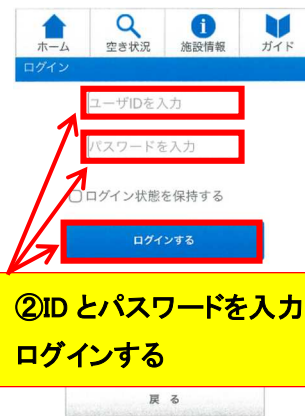 ホーム 空き状況 施設情報 ガイド
ログイン
ユーザIDを入力
パスワードを入力
ログイン状態を保持する
ログインする
②ID とパスワードを入力
ログインする
戻 る